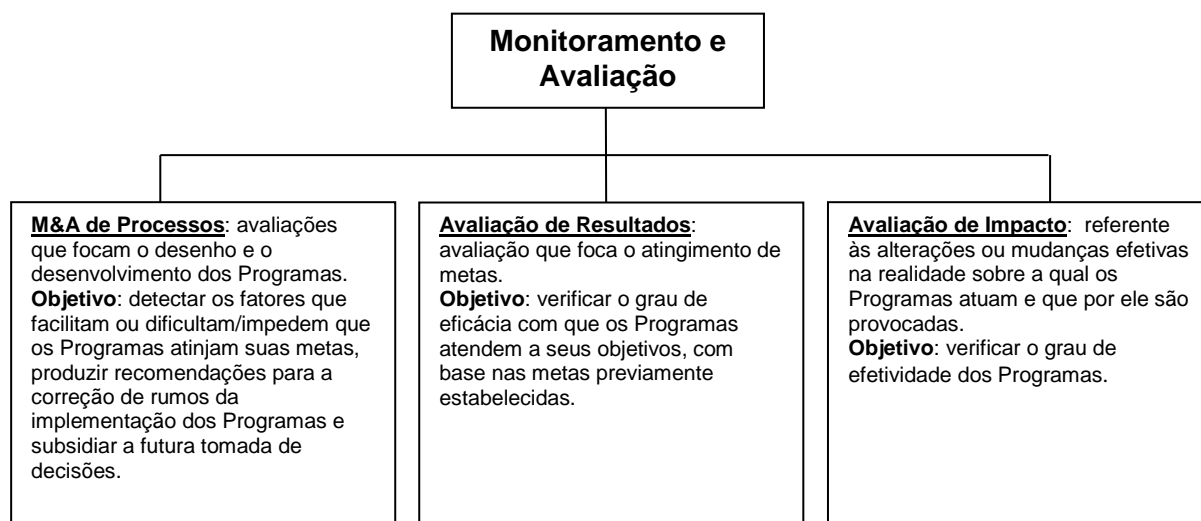 Monitoramento e
Avaliação
M&A de Processos: avaliações
que focam o desenho e o
desenvolvimento dos Programas.
Objetivo: detectar os fatores que
facilitam ou dificultam/impedem que
os Programas atinjam suas metas,
produzir recomendações para a
correção de rumos da
implementação dos Programas e
subsidiar a futura tomada de
decisões.
Avaliação de Resultados:
avaliação que foca o atingimento de
metas.
Objetivo: verificar o grau de
eficácia com que os Programas
atendem a seus objetivos, com
base nas metas previamente
estabelecidas.
Avaliação de Impacto: referente
às alterações ou mudanças efetivas
na realidade sobre a qual os
Programas atuam e que por ele são
provocadas.
Objetivo: verificar o grau de
efetividade dos Programas.